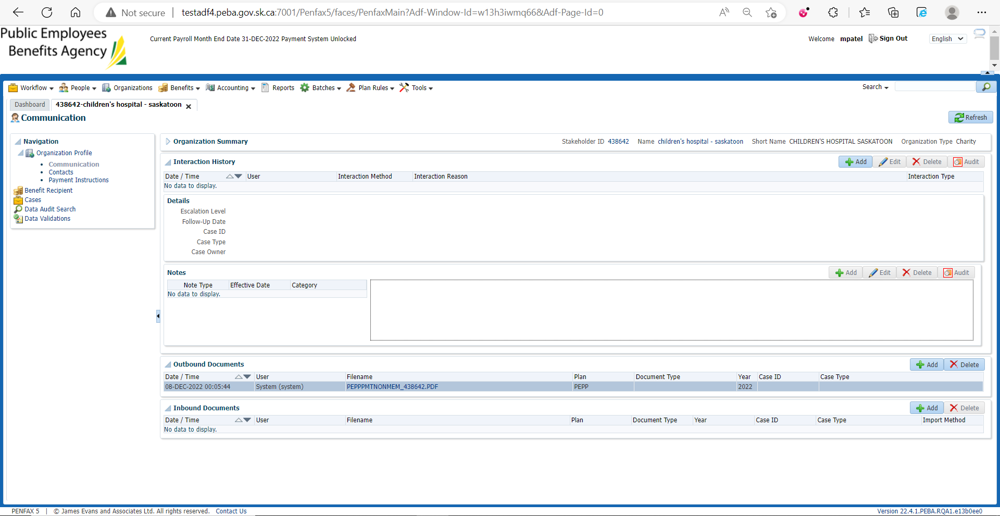 Not secure | testadf4.peba.gov.sk.ca:7001/Penfax5/faces/PenfaxMain?Adf-Window-Id=w13h3iwmq66&Adf-Page-Id=0
Public Employees
Benefits Agency
Current Payroll Month End Date 31-DEC-2022 Payment System Unlocked
Welcome mpatel Sign Out English
Workflow People Organizations Benefits Accounting Reports Batches Plan Rules Tools Search
Dashboard 438642-children's hospital - saskatoon
Communication Refresh
Navigation
Organization Profile
Communication
Contacts
Payment Instructions
Benefit Recipient
Cases
Data Audit Search
Data Validations
Organization Summary Stakeholder ID 438642 Name children's hospital - saskatoon Short Name CHILDREN'S HOSPITAL SASKATOON Organization Type Charity
Interaction History Add Edit Delete Audit
Date / Time User Interaction Method Interaction Reason Interaction Type
No data to display.
Details
Escalation Level
Follow-Up Date
Case ID
Case Type
Case Owner
Notes Add Edit Delete Audit
Note Type Effective Date Category
No data to display.
Outbound Documents Add Delete
Date / Time User Filename Plan Document Type Year Case ID Case Type
08-DEC-2022 00:05:44 System (system) PEPPPMTNONMEM_438642.PDF PEPP 2022
Inbound Documents Add Delete
Date / Time User Filename Plan Document Type Year Case ID Case Type Import Method
No data to display.
PENFAX 5 | © James Evans and Associates Ltd. All rights reserved. Contact Us Version 22.4.1.PEBA.RQA1.e13b0ee0